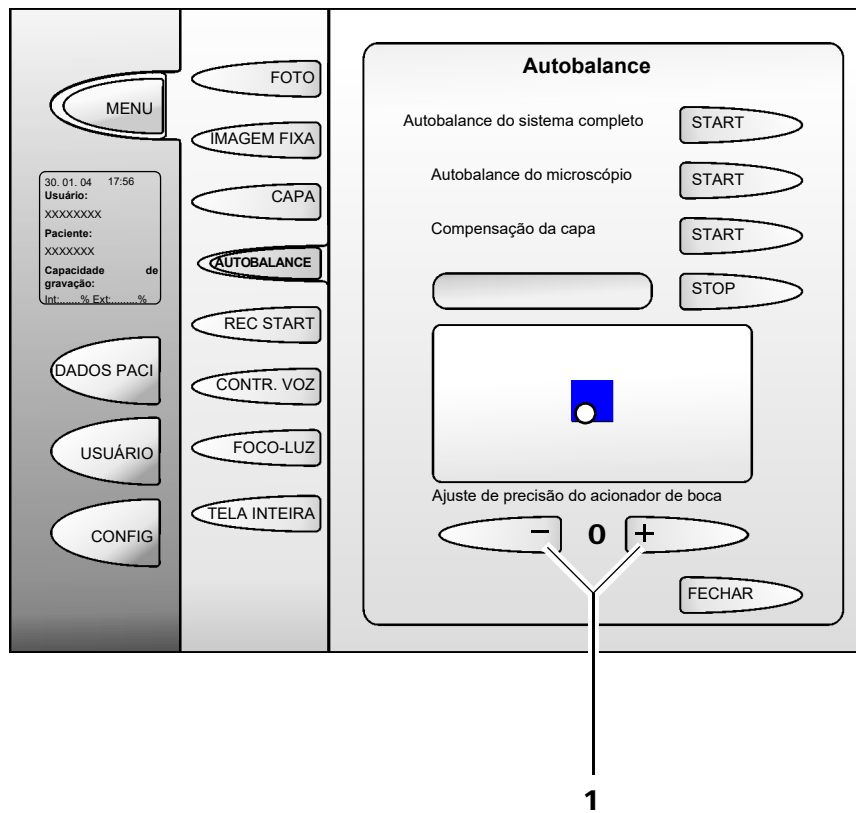 MENU
30. 01. 04 17:56
Usuário:
XXXXXXXX
Paciente:
XXXXXXX
Capacidade de
gravação:
Int:......% Ext:.........%
DADOS PACI
USUÁRIO
CONFIG
FOTO
IMAGEM FIXA
CAPA
AUTOBALANCE
REC START
CONTR. VOZ
FOCO-LUZ
TELA INTEIRA
Autobalance
Autobalance do sistema completo START
Autobalance do microscópio START
Compensação da capa START
STOP
Ajuste de precisão do acionador de boca
− 0 +
FECHAR
1